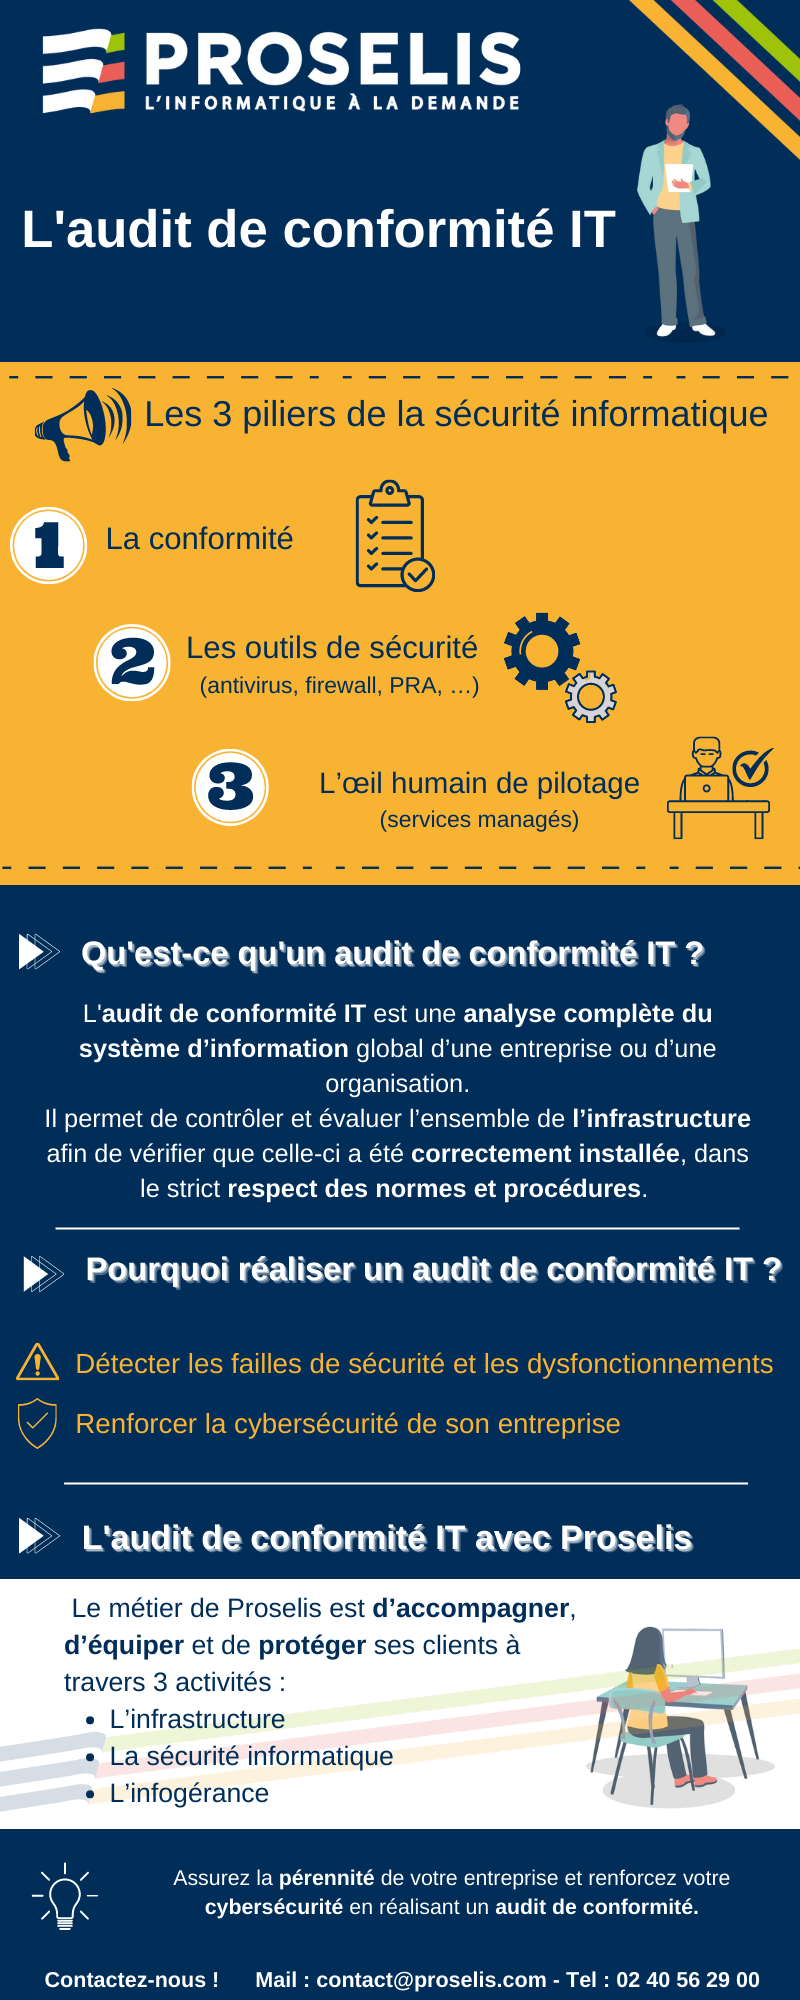 PROSELIS
L'INFORMATIQUE À LA DEMANDE
L'audit de conformité IT
Les 3 piliers de la sécurité informatique
1 La conformité
2 Les outils de sécurité
(antivirus, firewall, PRA, …)
3 L’œil humain de pilotage
(services managés)
Qu'est-ce qu'un audit de conformité IT ?
L'audit de conformité IT est une analyse complète du
système d’information global d’une entreprise ou d’une
organisation.
Il permet de contrôler et évaluer l’ensemble de l’infrastructure
afin de vérifier que celle-ci a été correctement installée, dans
le strict respect des normes et procédures.
Pourquoi réaliser un audit de conformité IT ?
Détecter les failles de sécurité et les dysfonctionnements
Renforcer la cybersécurité de son entreprise
L'audit de conformité IT avec Proselis
Le métier de Proselis est d’accompagner,
d’équiper et de protéger ses clients à
travers 3 activités :
• L’infrastructure
• La sécurité informatique
• L’infogérance
Assurez la pérennité de votre entreprise et renforcez votre
cybersécurité en réalisant un audit de conformité.
Contactez-nous ! Mail : contact@proselis.com - Tel : 02 40 56 29 00